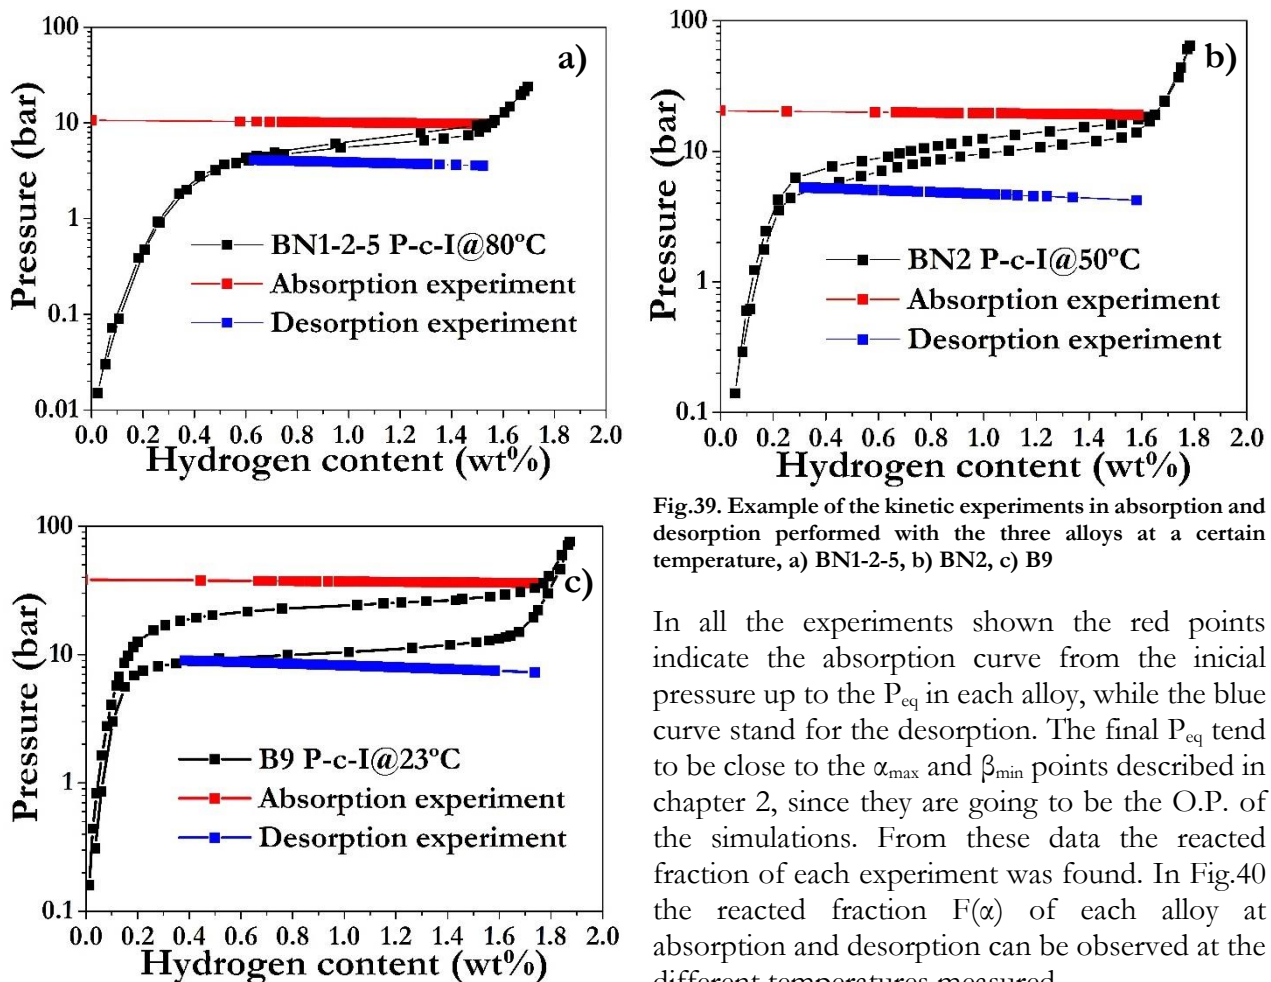 100
10
1
0.1
0.01
Pressure (bar)
a)
BN1-2-5 P-c-I@80ºC
Absorption experiment
Desorption experiment
0.0 0.2 0.4 0.6 0.8 1.0 1.2 1.4 1.6 1.8 2.0
Hydrogen content (wt%)
100
10
1
0.1
Pressure (bar)
b)
BN2 P-c-I@50ºC
Absorption experiment
Desorption experiment
0.0 0.2 0.4 0.6 0.8 1.0 1.2 1.4 1.6 1.8 2.0
Hydrogen content (wt%)
100
10
1
0.1
Pressure (bar)
c)
B9 P-c-I@23ºC
Absorption experiment
Desorption experiment
0.0 0.2 0.4 0.6 0.8 1.0 1.2 1.4 1.6 1.8 2.0
Hydrogen content (wt%)
Fig.39. Example of the kinetic experiments in absorption and
desorption performed with the three alloys at a certain
temperature, a) BN1-2-5, b) BN2, c) B9
In all the experiments shown the red points
indicate the absorption curve from the inicial
pressure up to the Peq in each alloy, while the blue
curve stand for the desorption. The final Peq tend
to be close to the αmax and βmin points described in
chapter 2, since they are going to be the O.P. of
the simulations. From these data the reacted
fraction of each experiment was found. In Fig.40
the reacted fraction F(α) of each alloy at
absorption and desorption can be observed at the
different temperatures measured